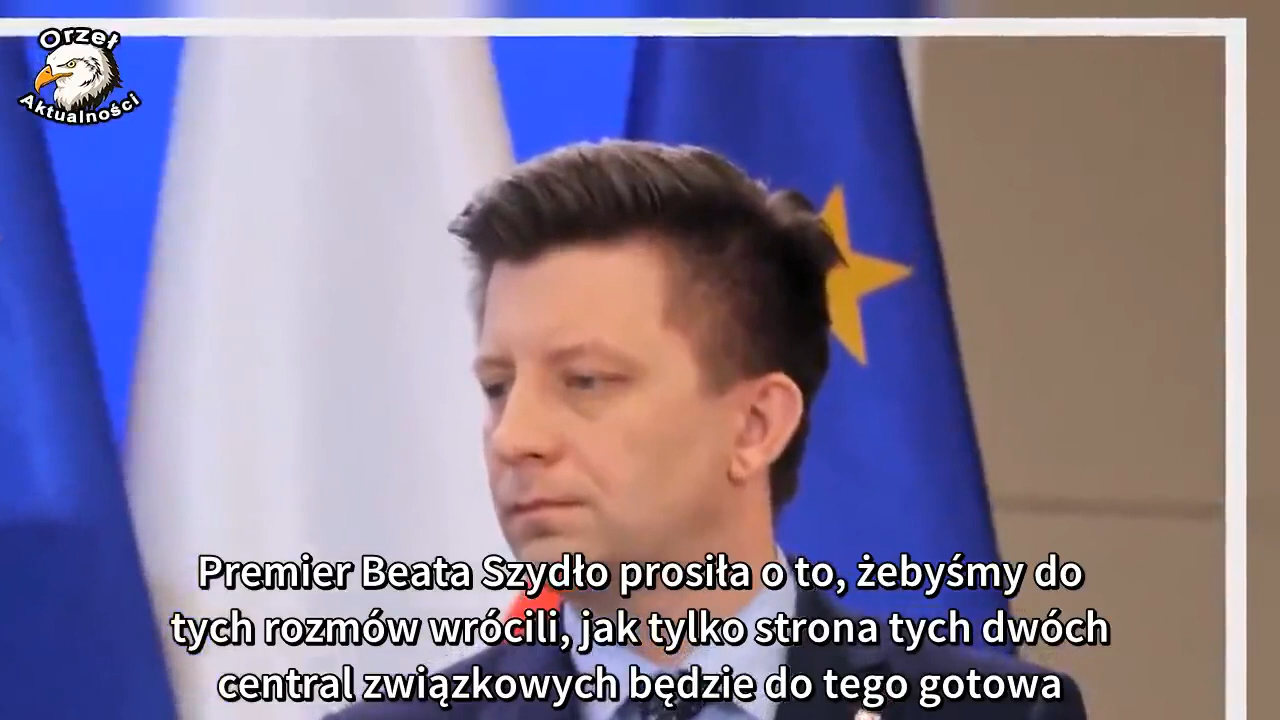 Orzeł
Aktualności
Premier Beata Szydło prosiła o to, żebyśmy do
tych rozmów wrócili, jak tylko strona tych dwóch
central związkowych będzie do tego gotowa